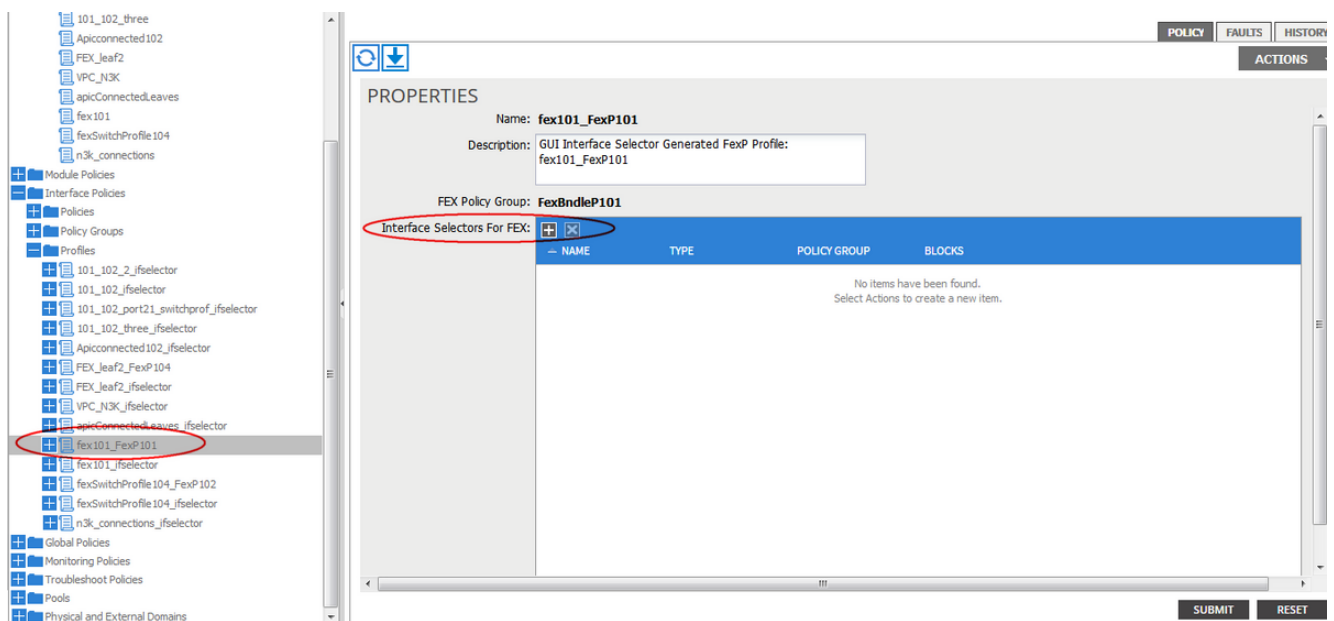 101_102_three
Apicconnected102
FEX_leaf2
VPC_N3K
apicConnectedLeaves
fex101
fexSwitchProfile104
n3k_connections
Module Policies
Interface Policies
Policies
Policy Groups
Profiles
101_102_2_ifselector
101_102_ifselector
101_102_port21_switchprof_ifselector
101_102_three_ifselector
Apicconnected102_ifselector
FEX_leaf2_FexP104
FEX_leaf2_ifselector
VPC_N3K_ifselector
apicConnectedLeaves_ifselector
fex101_FexP101
fex101_ifselector
fexSwitchProfile104_FexP102
fexSwitchProfile104_ifselector
n3k_connections_ifselector
Global Policies
Monitoring Policies
Troubleshoot Policies
Pools
Physical and External Domains
POLICY FAULTS HISTORY
ACTIONS
PROPERTIES
Name: fex101_FexP101
Description: GUI Interface Selector Generated FexP Profile:
fex101_FexP101
FEX Policy Group: FexBndleP101
Interface Selectors For FEX:
NAME TYPE POLICY GROUP BLOCKS
No items have been found.
Select Actions to create a new item.
SUBMIT RESET